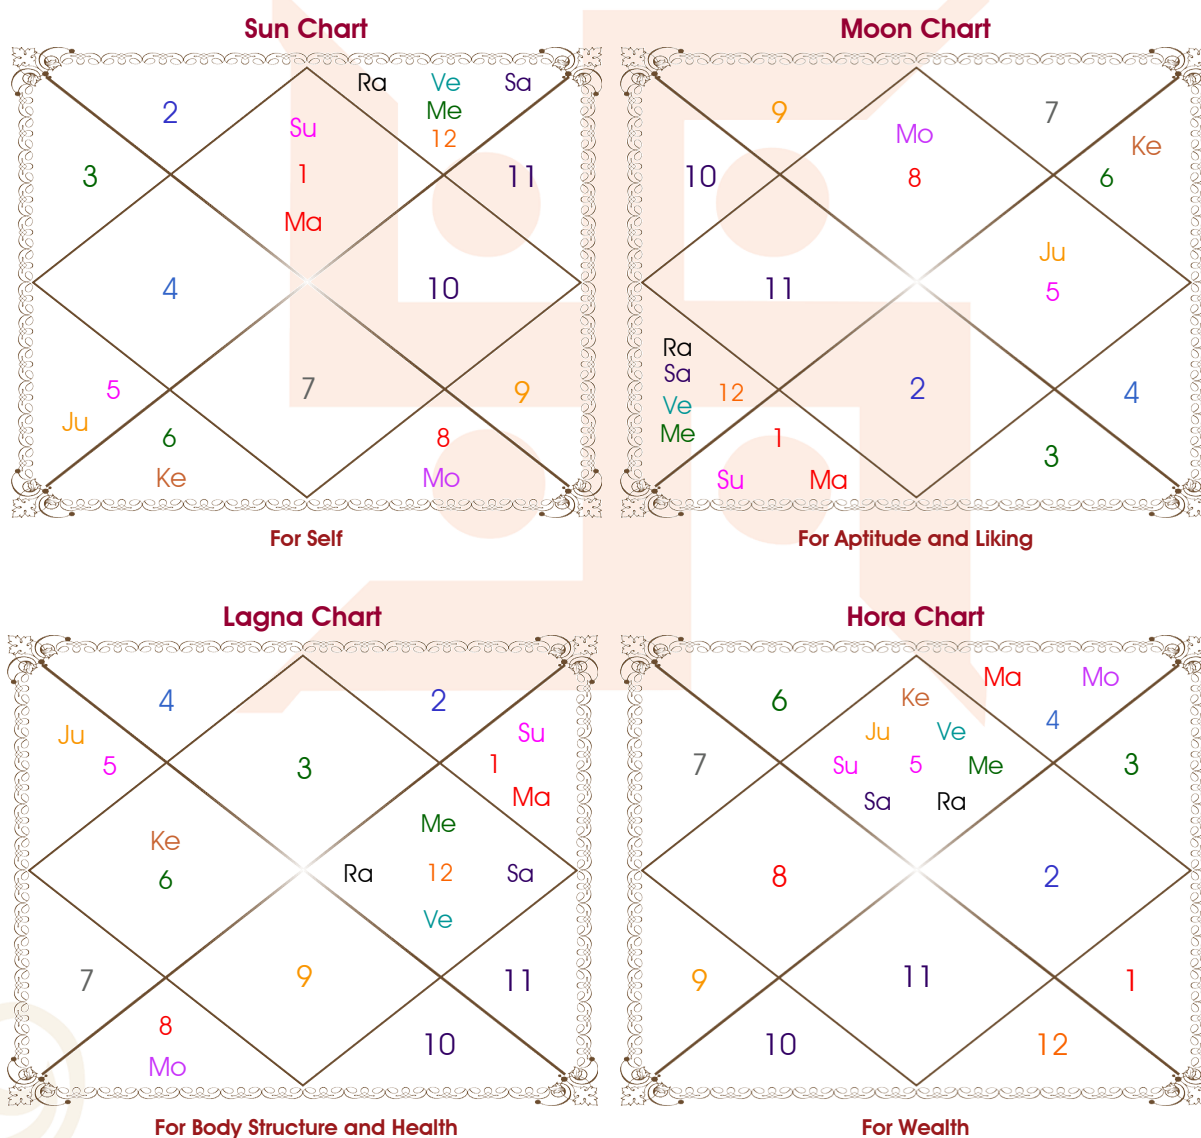 Sun Chart
Ra Ve Sa
2 Me
Su 12
3 1 11
Ma
4 10
5 7 9
Ju 6 8
Ke Mo
For Self
Moon Chart
9 7
Mo Ke
10 8 6
Ju
11 5
Ra
Sa
12 2 4
Ve
Me 1 3
Su Ma
For Aptitude and Liking
Lagna Chart
4 2
Ju Su
5 3 1
Ma
Me
Ke
6 Ra 12 Sa
Ve
7 9 11
8 10
Mo
For Body Structure and Health
Hora Chart
Ma Mo
6 Ke 4
Ju Ve
7 Su 5 Me 3
Sa Ra
8 2
9 11 1
10 12
For Wealth